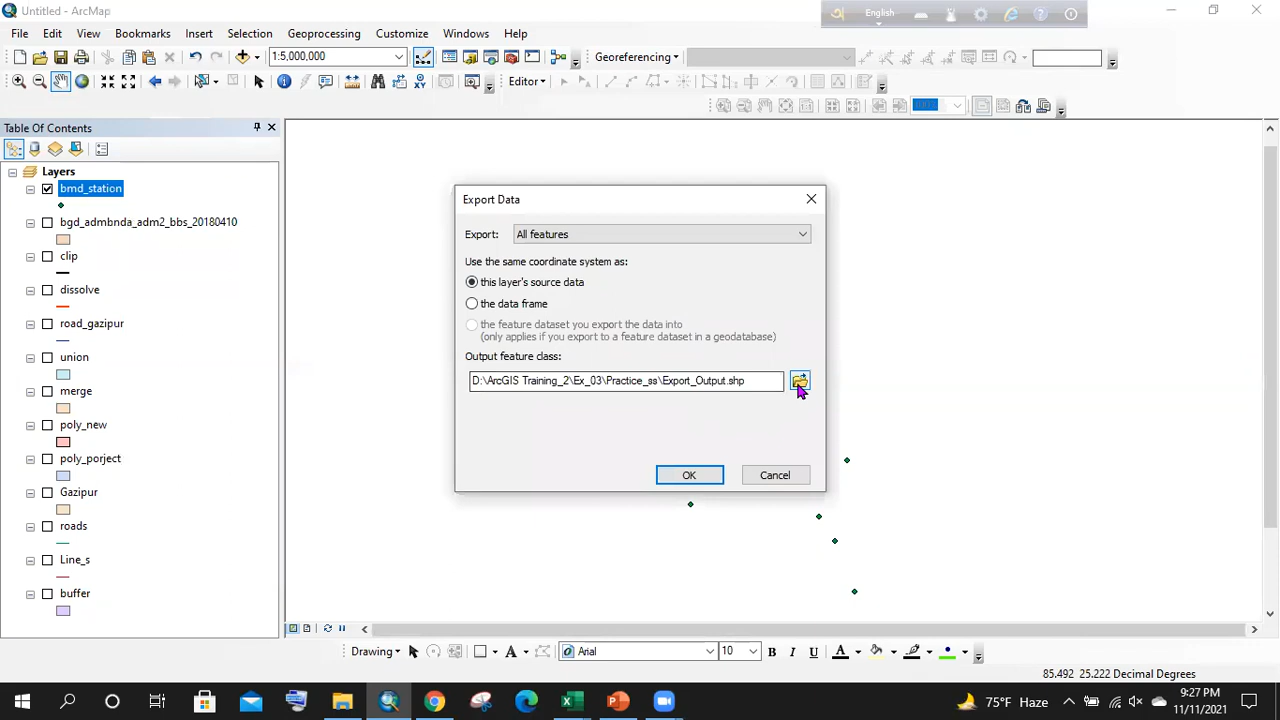 Untitled - ArcMap
English
File Edit View Bookmarks Insert Selection Geoprocessing Customize Windows Help
1:5,000,000
Georeferencing
Editor
Table Of Contents
Layers
bmd_station
bgd_admbnda_adm2_bbs_20180410
clip
dissolve
road_gazipur
union
merge
poly_new
poly_porject
Gazipur
roads
Line_s
buffer
Export Data
Export: All features
Use the same coordinate system as:
this layer's source data
the data frame
the feature dataset you export the data into
(only applies if you export to a feature dataset in a geodatabase)
Output feature class:
D:\ArcGIS Training_2\Ex_03\Practice_ss\Export_Output.shp
OK Cancel
Drawing A Arial 10 B I U A
85.492 25.222 Decimal Degrees
75°F Haze
9:27 PM
11/11/2021